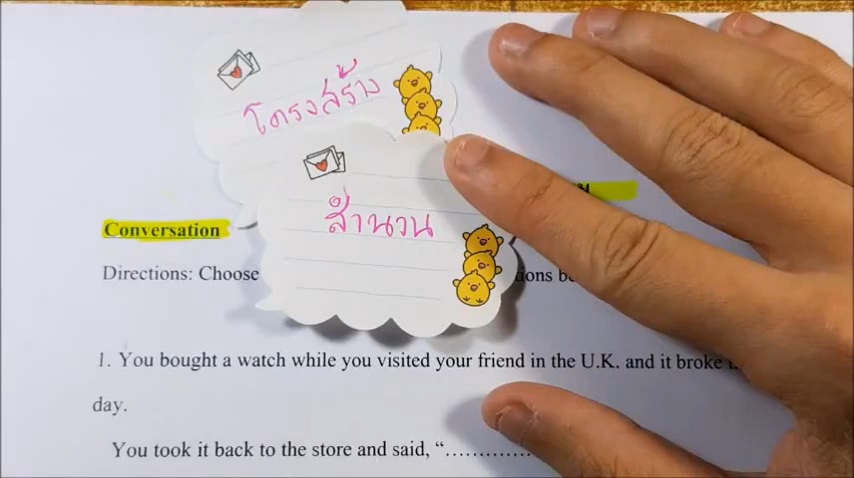 โครงสร้าง
สำนวน
Conversation
Directions: Choose
1. You bought a watch while you visited your friend in the U.K. and it broke
day.
You took it back to the store and said, “…………